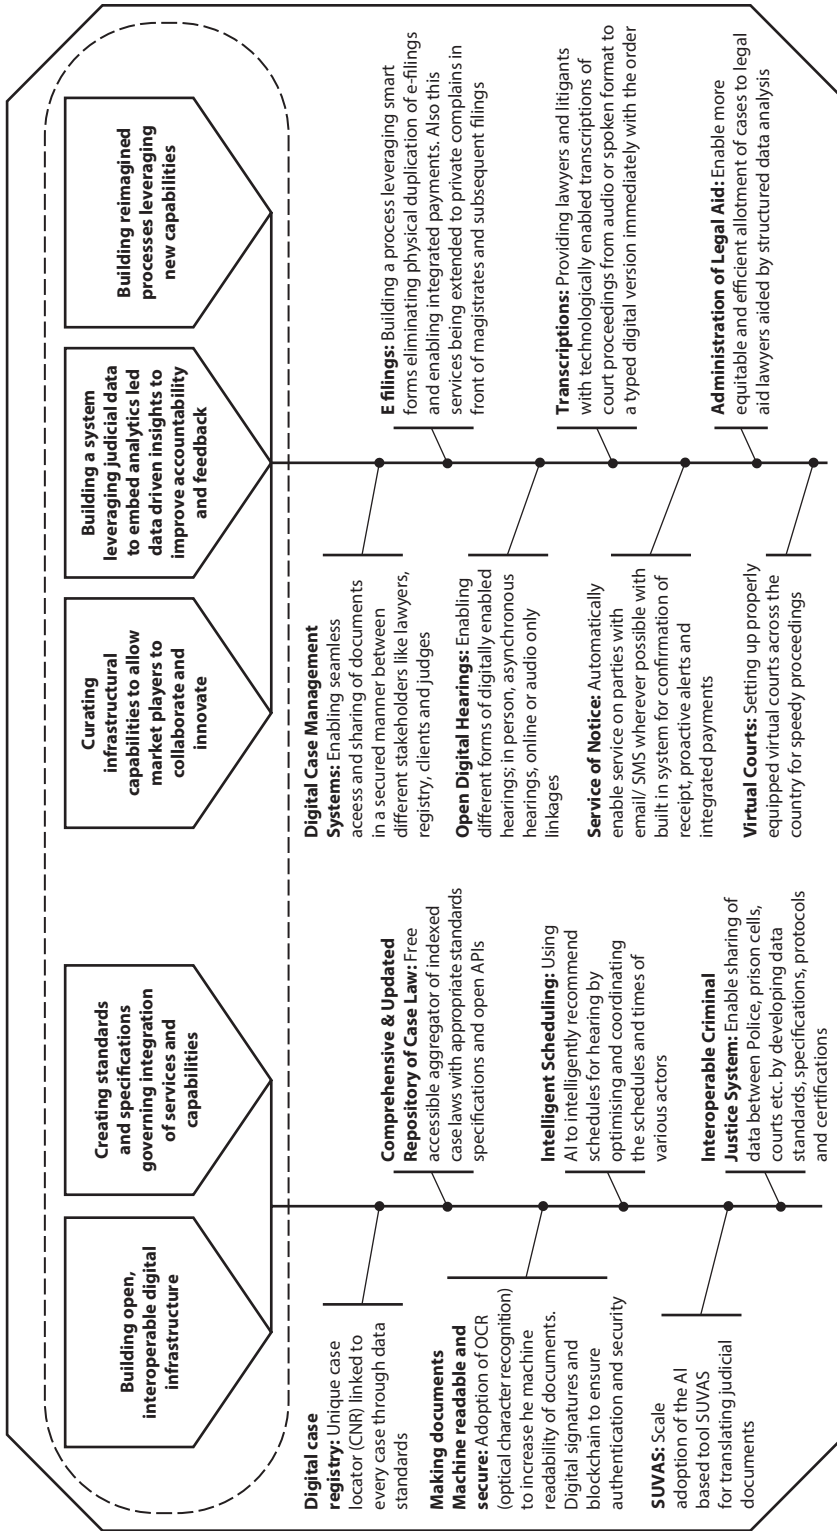 Building open,
interoperable digital
infrastructure
Creating standards
and specifications
governing integration
of services and
capabilities
Curating
infrastructural
capabilities to allow
market players to
collaborate and
innovate
Building a system
leveraging judicial data
to embed analytics led
data driven insights to
improve accountability
and feedback
Building reimagined
processes leveraging
new capabilities
Digital case
registry: Unique case
locator (CNR) linked to
every case through data
standards
Comprehensive & Updated
Repository of Case Law: Free
accessible aggregator of indexed
case laws with appropriate standards
specifications and open APIs
Making documents
Machine readable and
secure: Adoption of OCR
(optical character recognition)
to increase he machine
readability of documents.
Digital signatures and
blockchain to ensure
authentication and security
Intelligent Scheduling: Using
AI to intelligently recommend
schedules for hearing by
optimising and coordinating
the schedules and times of
various actors
SUVAS: Scale
adoption of the AI
based tool SUVAS
for translating judicial
documents
Interoperable Criminal
Justice System: Enable sharing of
data between Police, prison cells,
courts etc. by developing data
standards, specifications, protocols
and certifications
Digital Case Management
Systems: Enabling seamless
aceess and sharing of documents
in a secured manner between
different stakeholders like lawyers,
registry, clients and judges
E filings: Building a process leveraging smart
forms eliminating physical duplication of e-filings
and enabling integrated payments. Also this
services being extended to private complains in
front of magistrates and subsequent filings
Open Digital Hearings: Enabling
different forms of digitally enabled
hearings; in person, asynchronous
hearings, online or audio only
linkages
Transcriptions: Providing lawyers and litigants
with technologically enabled transcriptions of
court proceedings from audio or spoken format to
a typed digital version immediately with the order
Service of Notice: Automatically
enable service on parties with
email/ SMS wherever possible with
built in system for confirmation of
receipt, proactive alerts and
integrated payments
Administration of Legal Aid: Enable more
equitable and efficient allotment of cases to legal
aid lawyers aided by structured data analysis
Virtual Courts: Setting up properly
equipped virtual courts across the
country for speedy proceedings